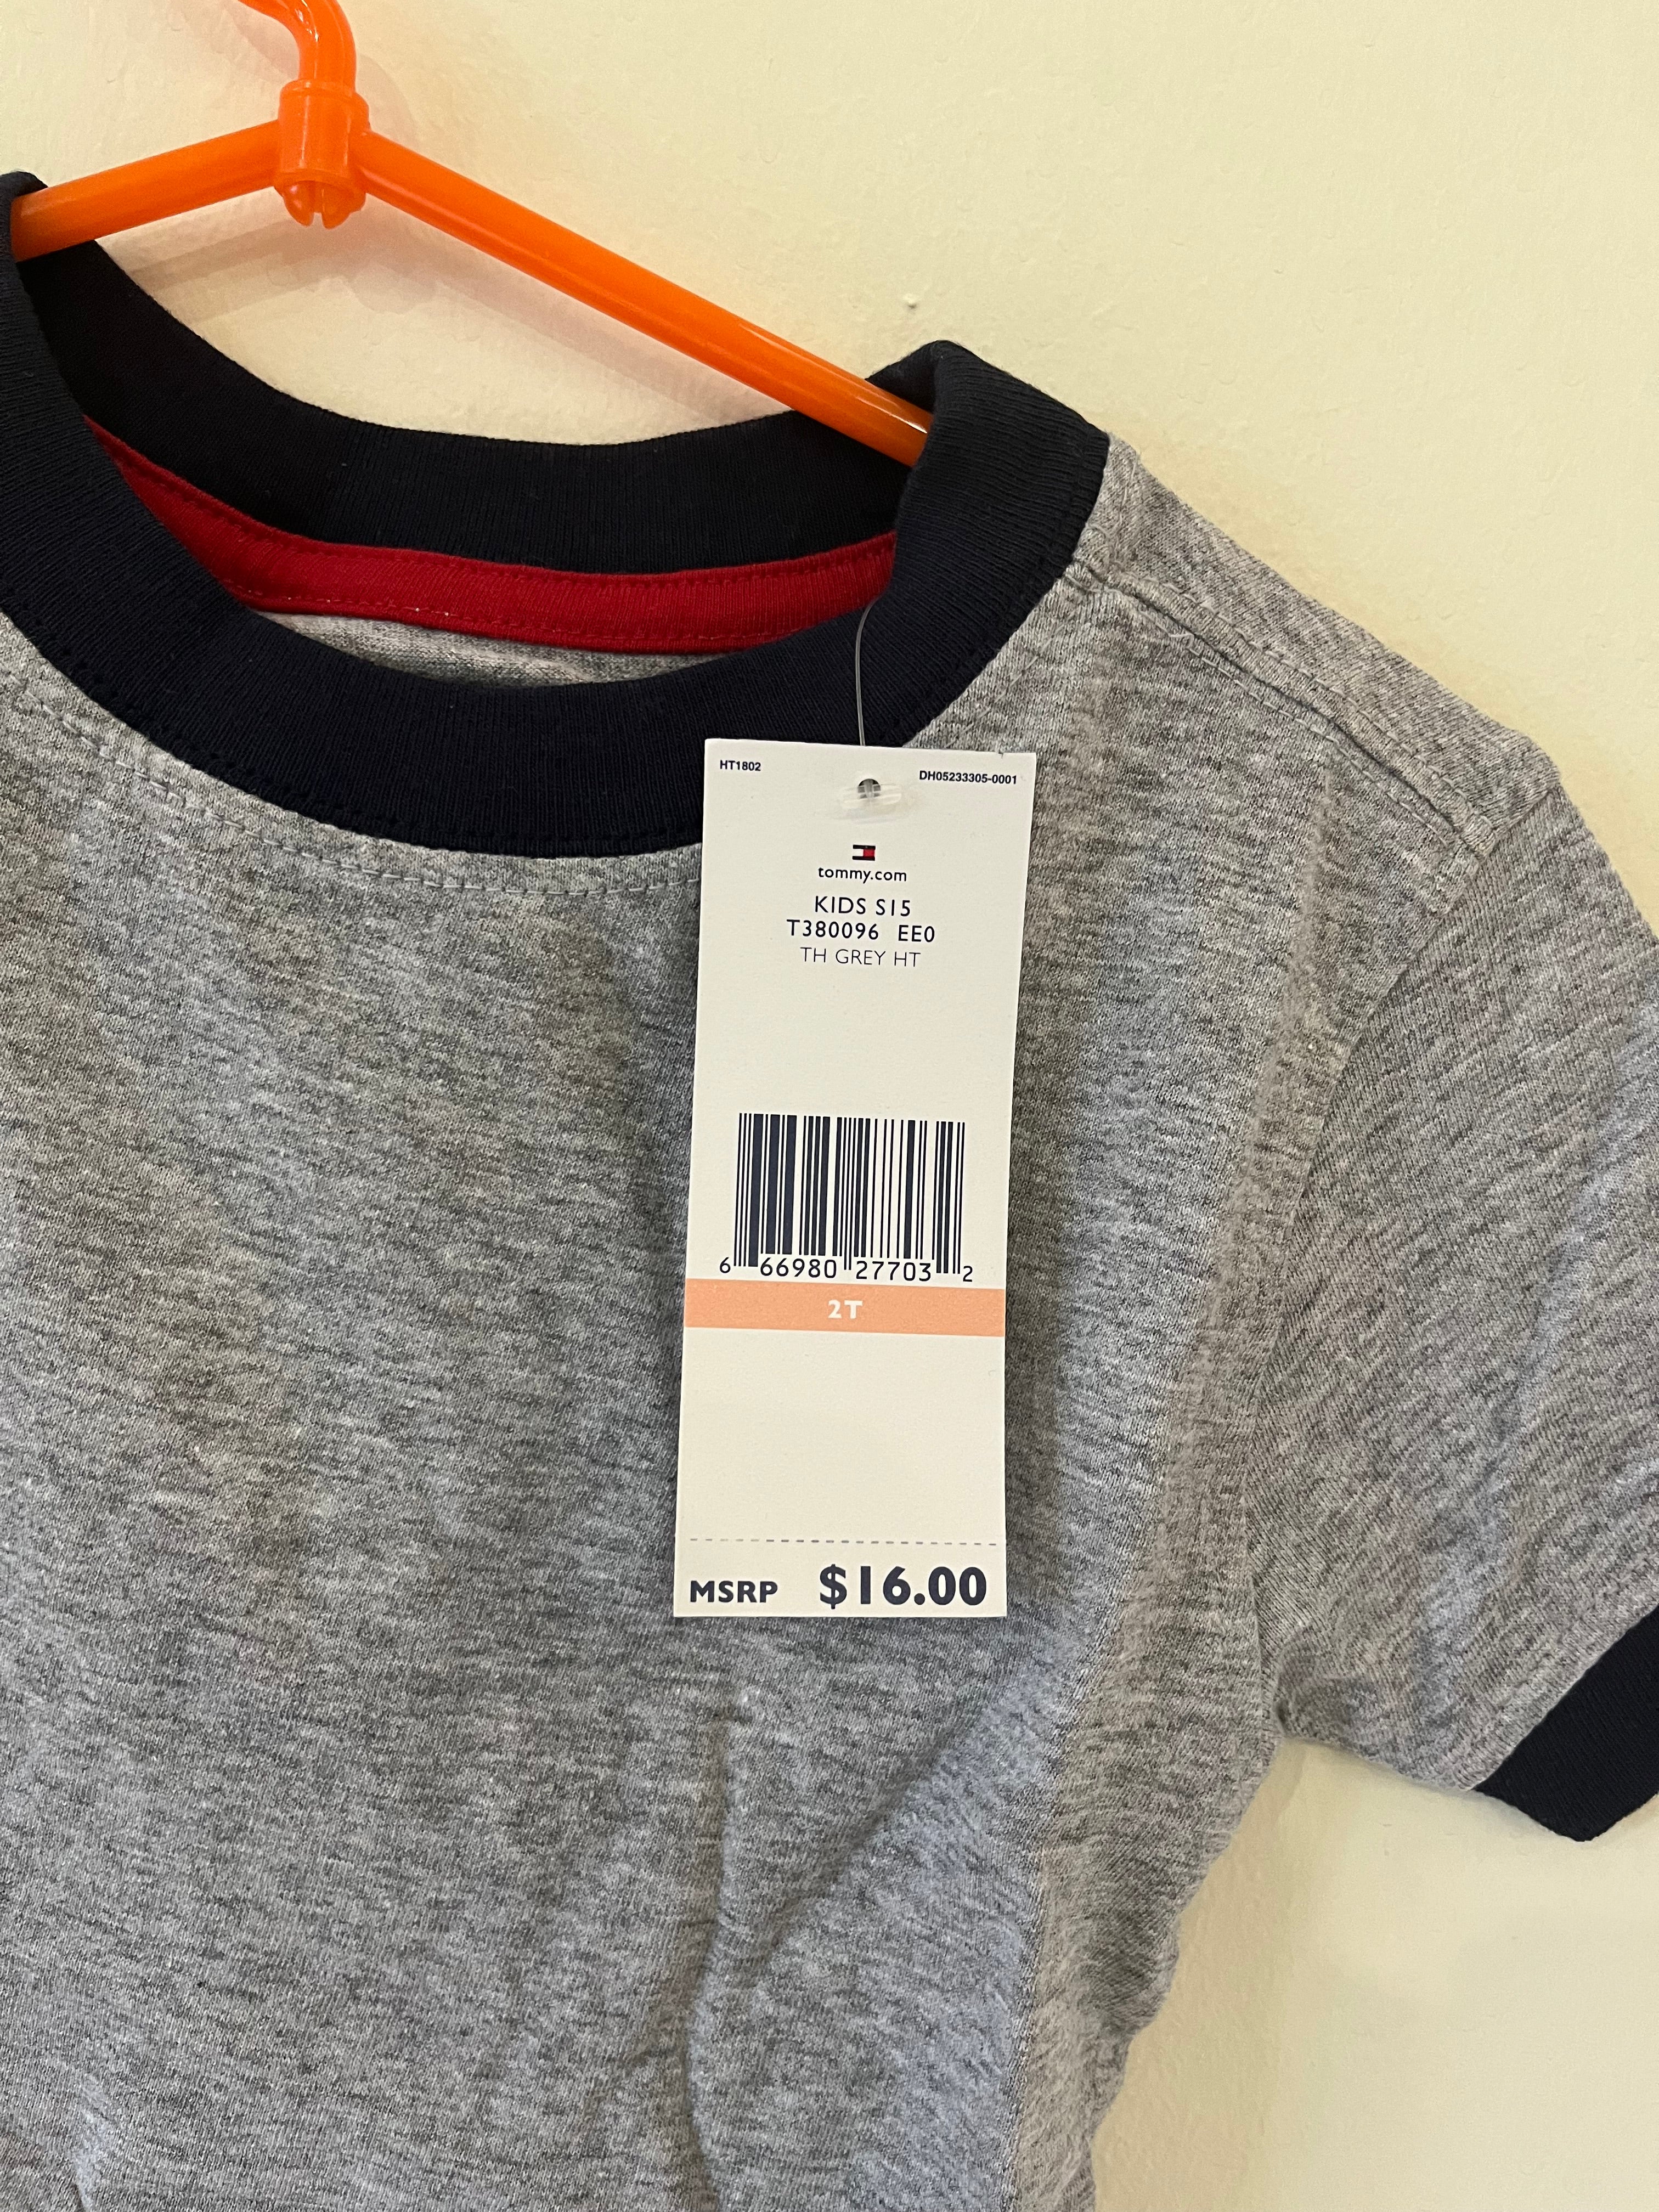 HT1802 DH05233305-0001
tommy.com
KIDS S15
T380096 EE0
TH GREY HT
6 66980 27703 2
2T
MSRP $16.00